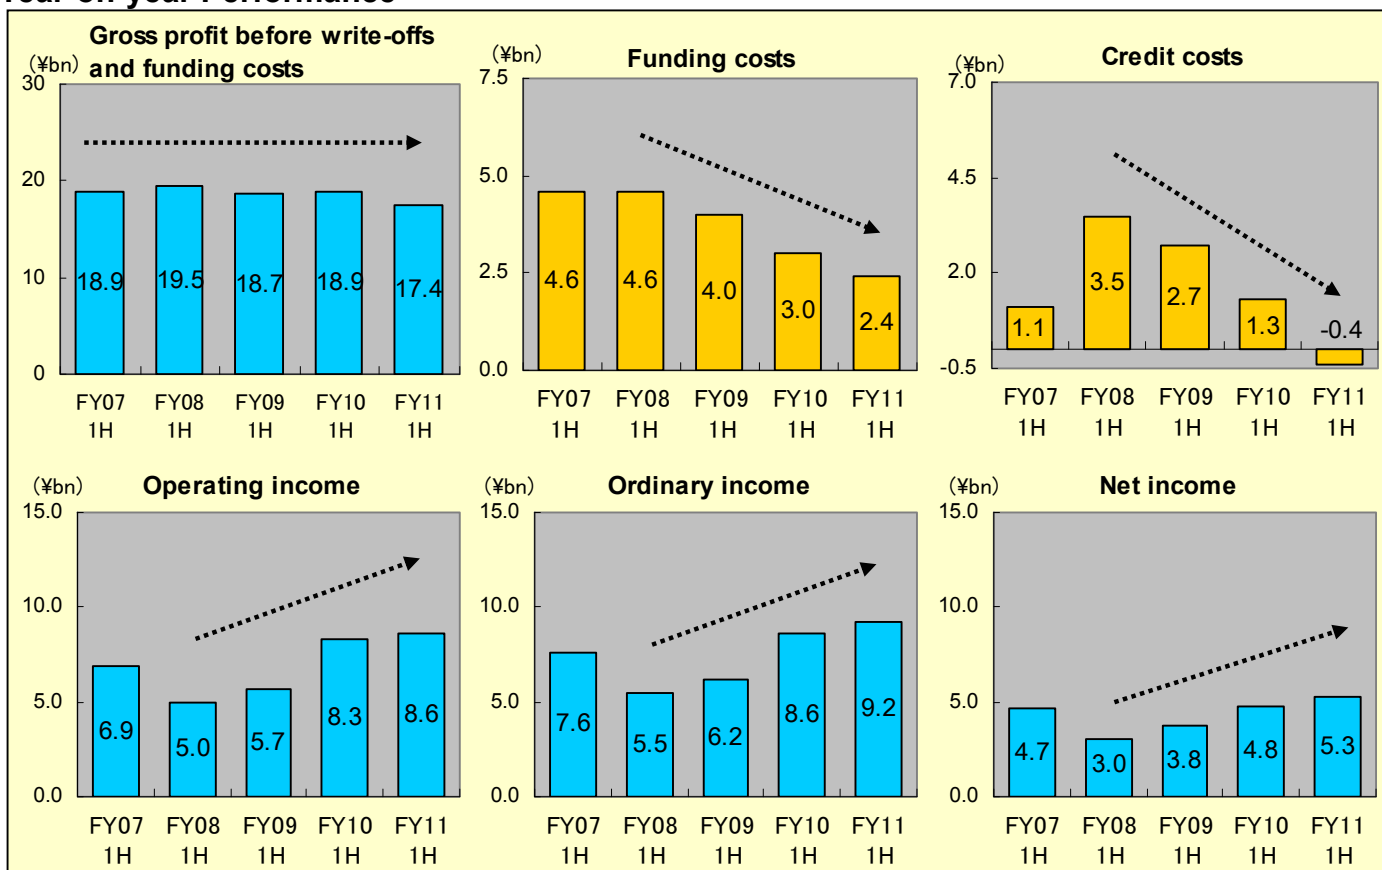 Year-on-year Performance
Gross profit before write-offs
and funding costs
(¥bn)
30
20
10
0
18.9
19.5
18.7
18.9
17.4
FY07 FY08 FY09 FY10 FY11
1H 1H 1H 1H 1H
Funding costs
(¥bn)
7.5
5.0
2.5
0.0
4.6
4.6
4.0
3.0
2.4
FY07 FY08 FY09 FY10 FY11
1H 1H 1H 1H 1H
Credit costs
(¥bn)
7.0
4.5
2.0
-0.5
1.1
3.5
2.7
1.3
-0.4
FY07 FY08 FY09 FY10 FY11
1H 1H 1H 1H 1H
Operating income
(¥bn)
15.0
10.0
5.0
0.0
6.9
5.0
5.7
8.3
8.6
FY07 FY08 FY09 FY10 FY11
1H 1H 1H 1H 1H
Ordinary income
(¥bn)
15.0
10.0
5.0
0.0
7.6
5.5
6.2
8.6
9.2
FY07 FY08 FY09 FY10 FY11
1H 1H 1H 1H 1H
Net income
(¥bn)
15.0
10.0
5.0
0.0
4.7
3.0
3.8
4.8
5.3
FY07 FY08 FY09 FY10 FY11
1H 1H 1H 1H 1H